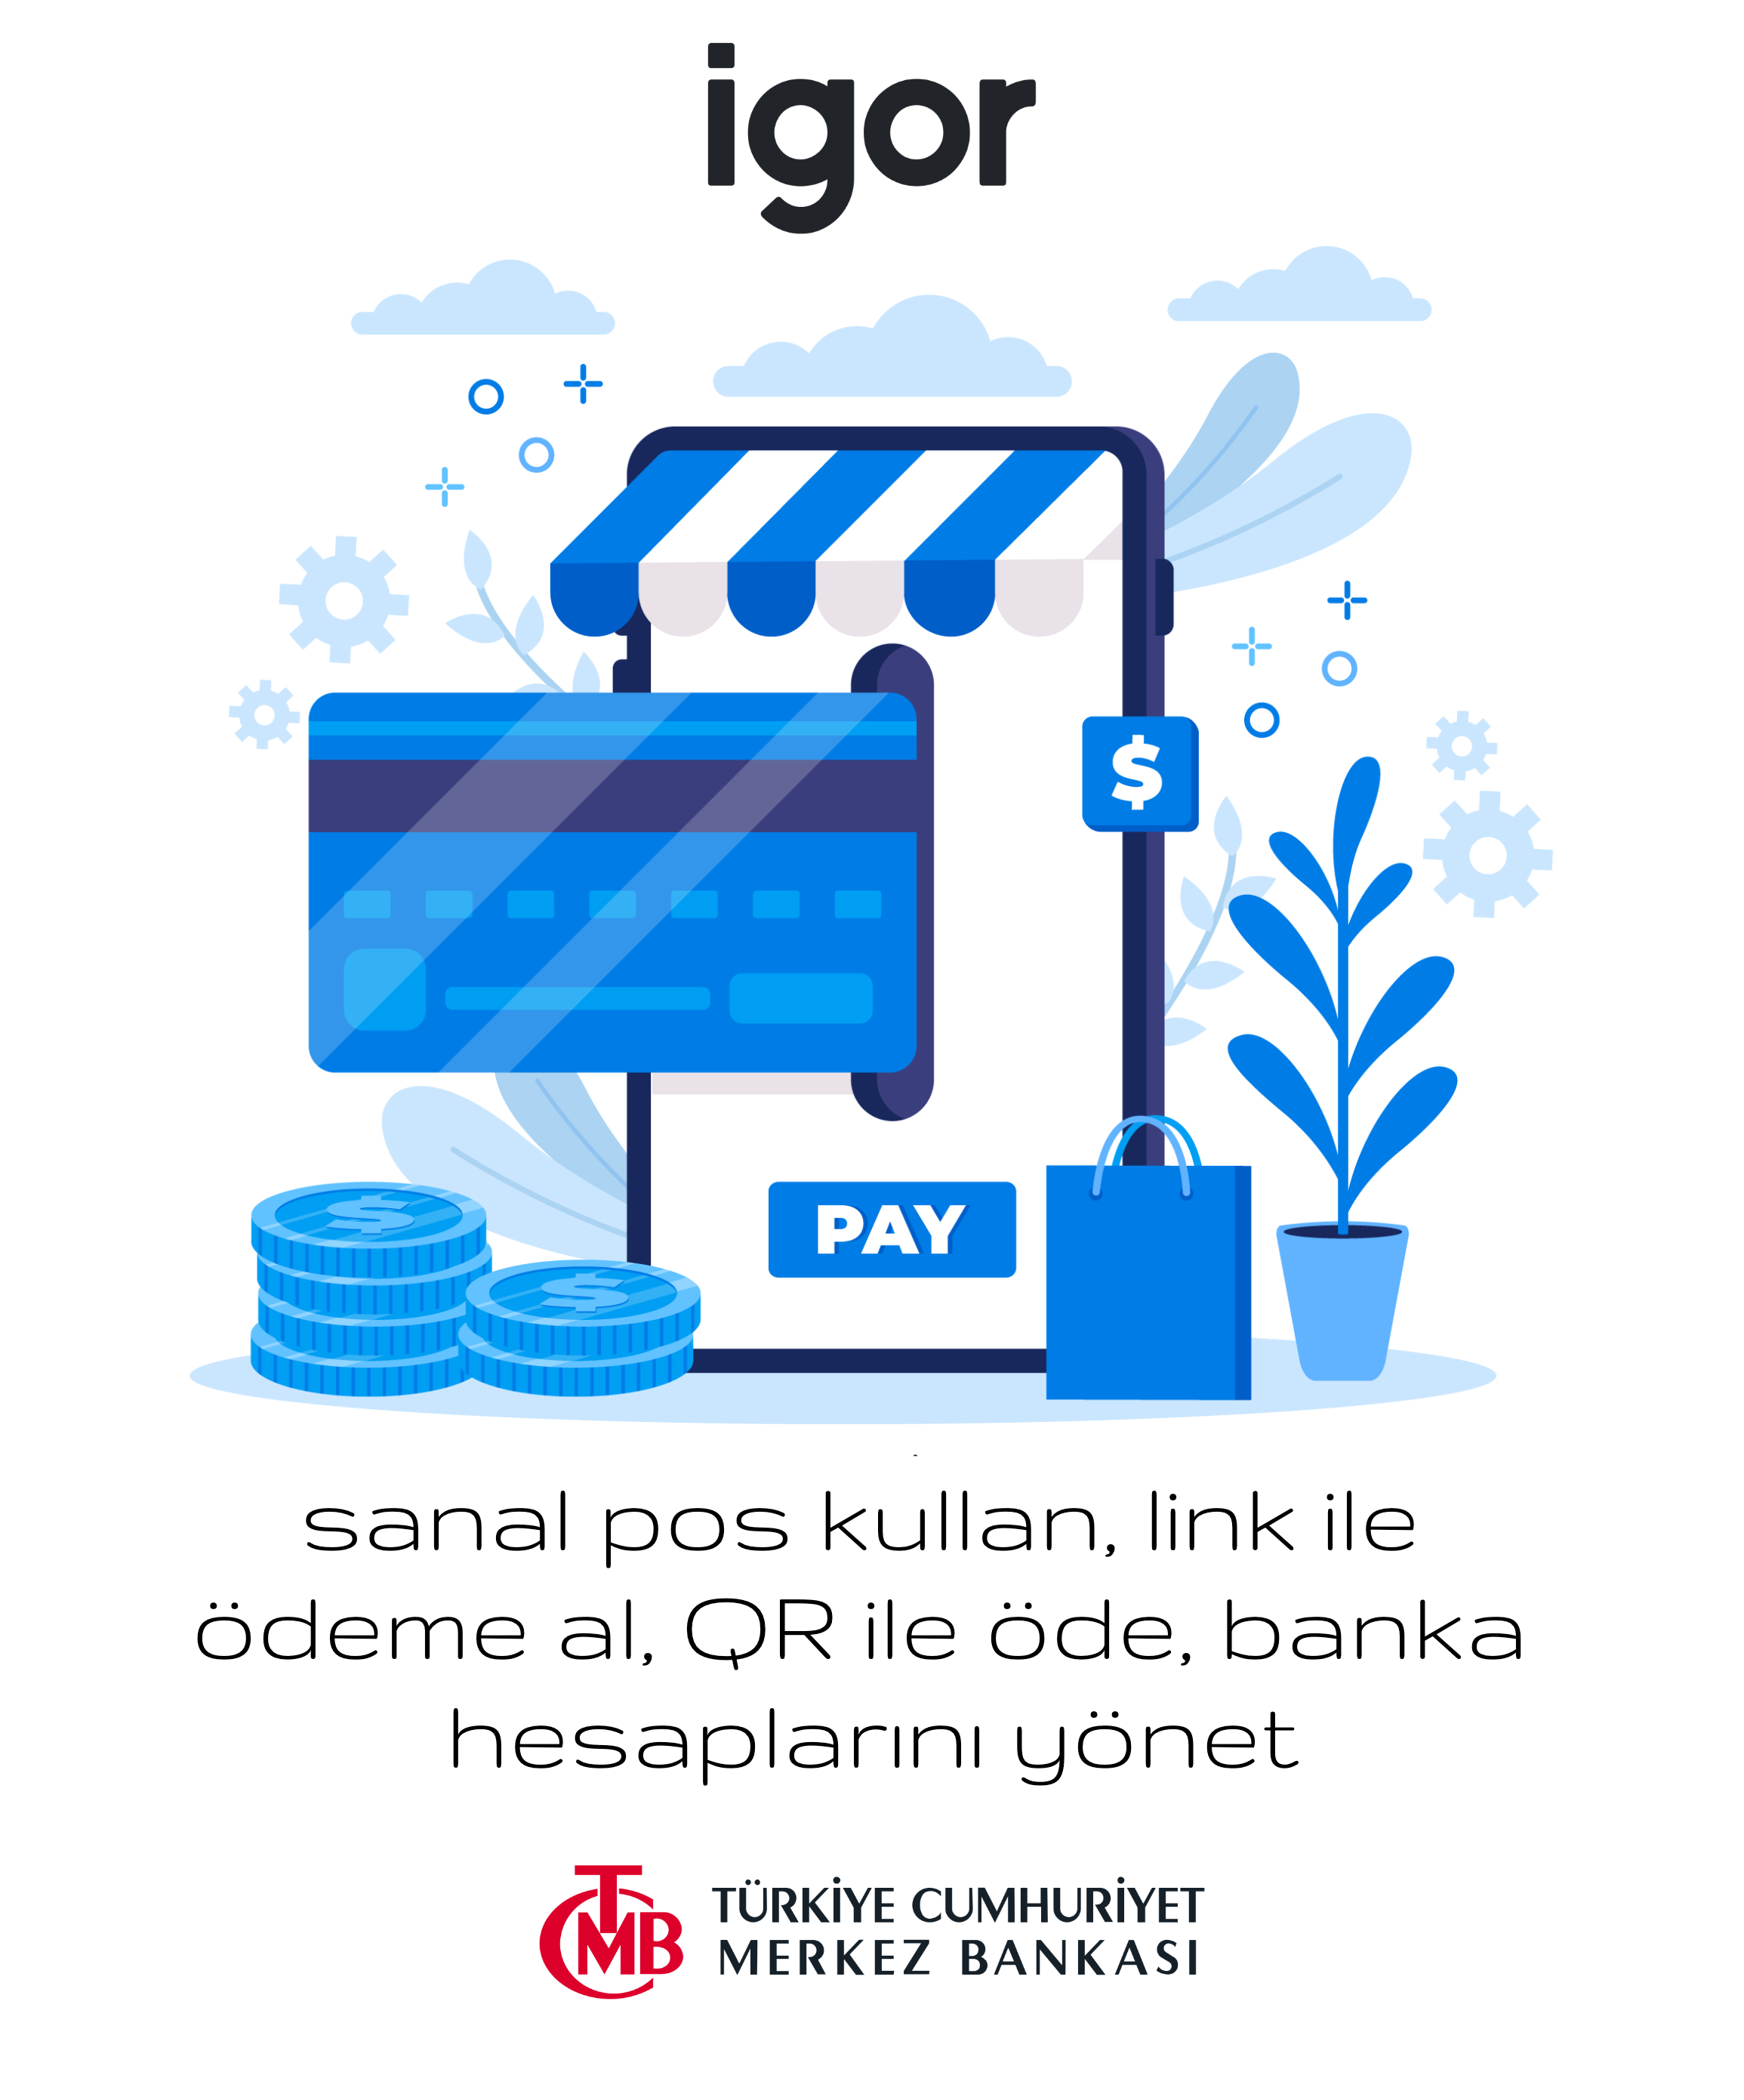 igor
$
PAY
$
$
sanal pos kullan, link ile
ödeme al, QR ile öde, banka
hesaplarını yönet
TCMB
TÜRKİYE CUMHURİYET
MERKEZ BANKASI